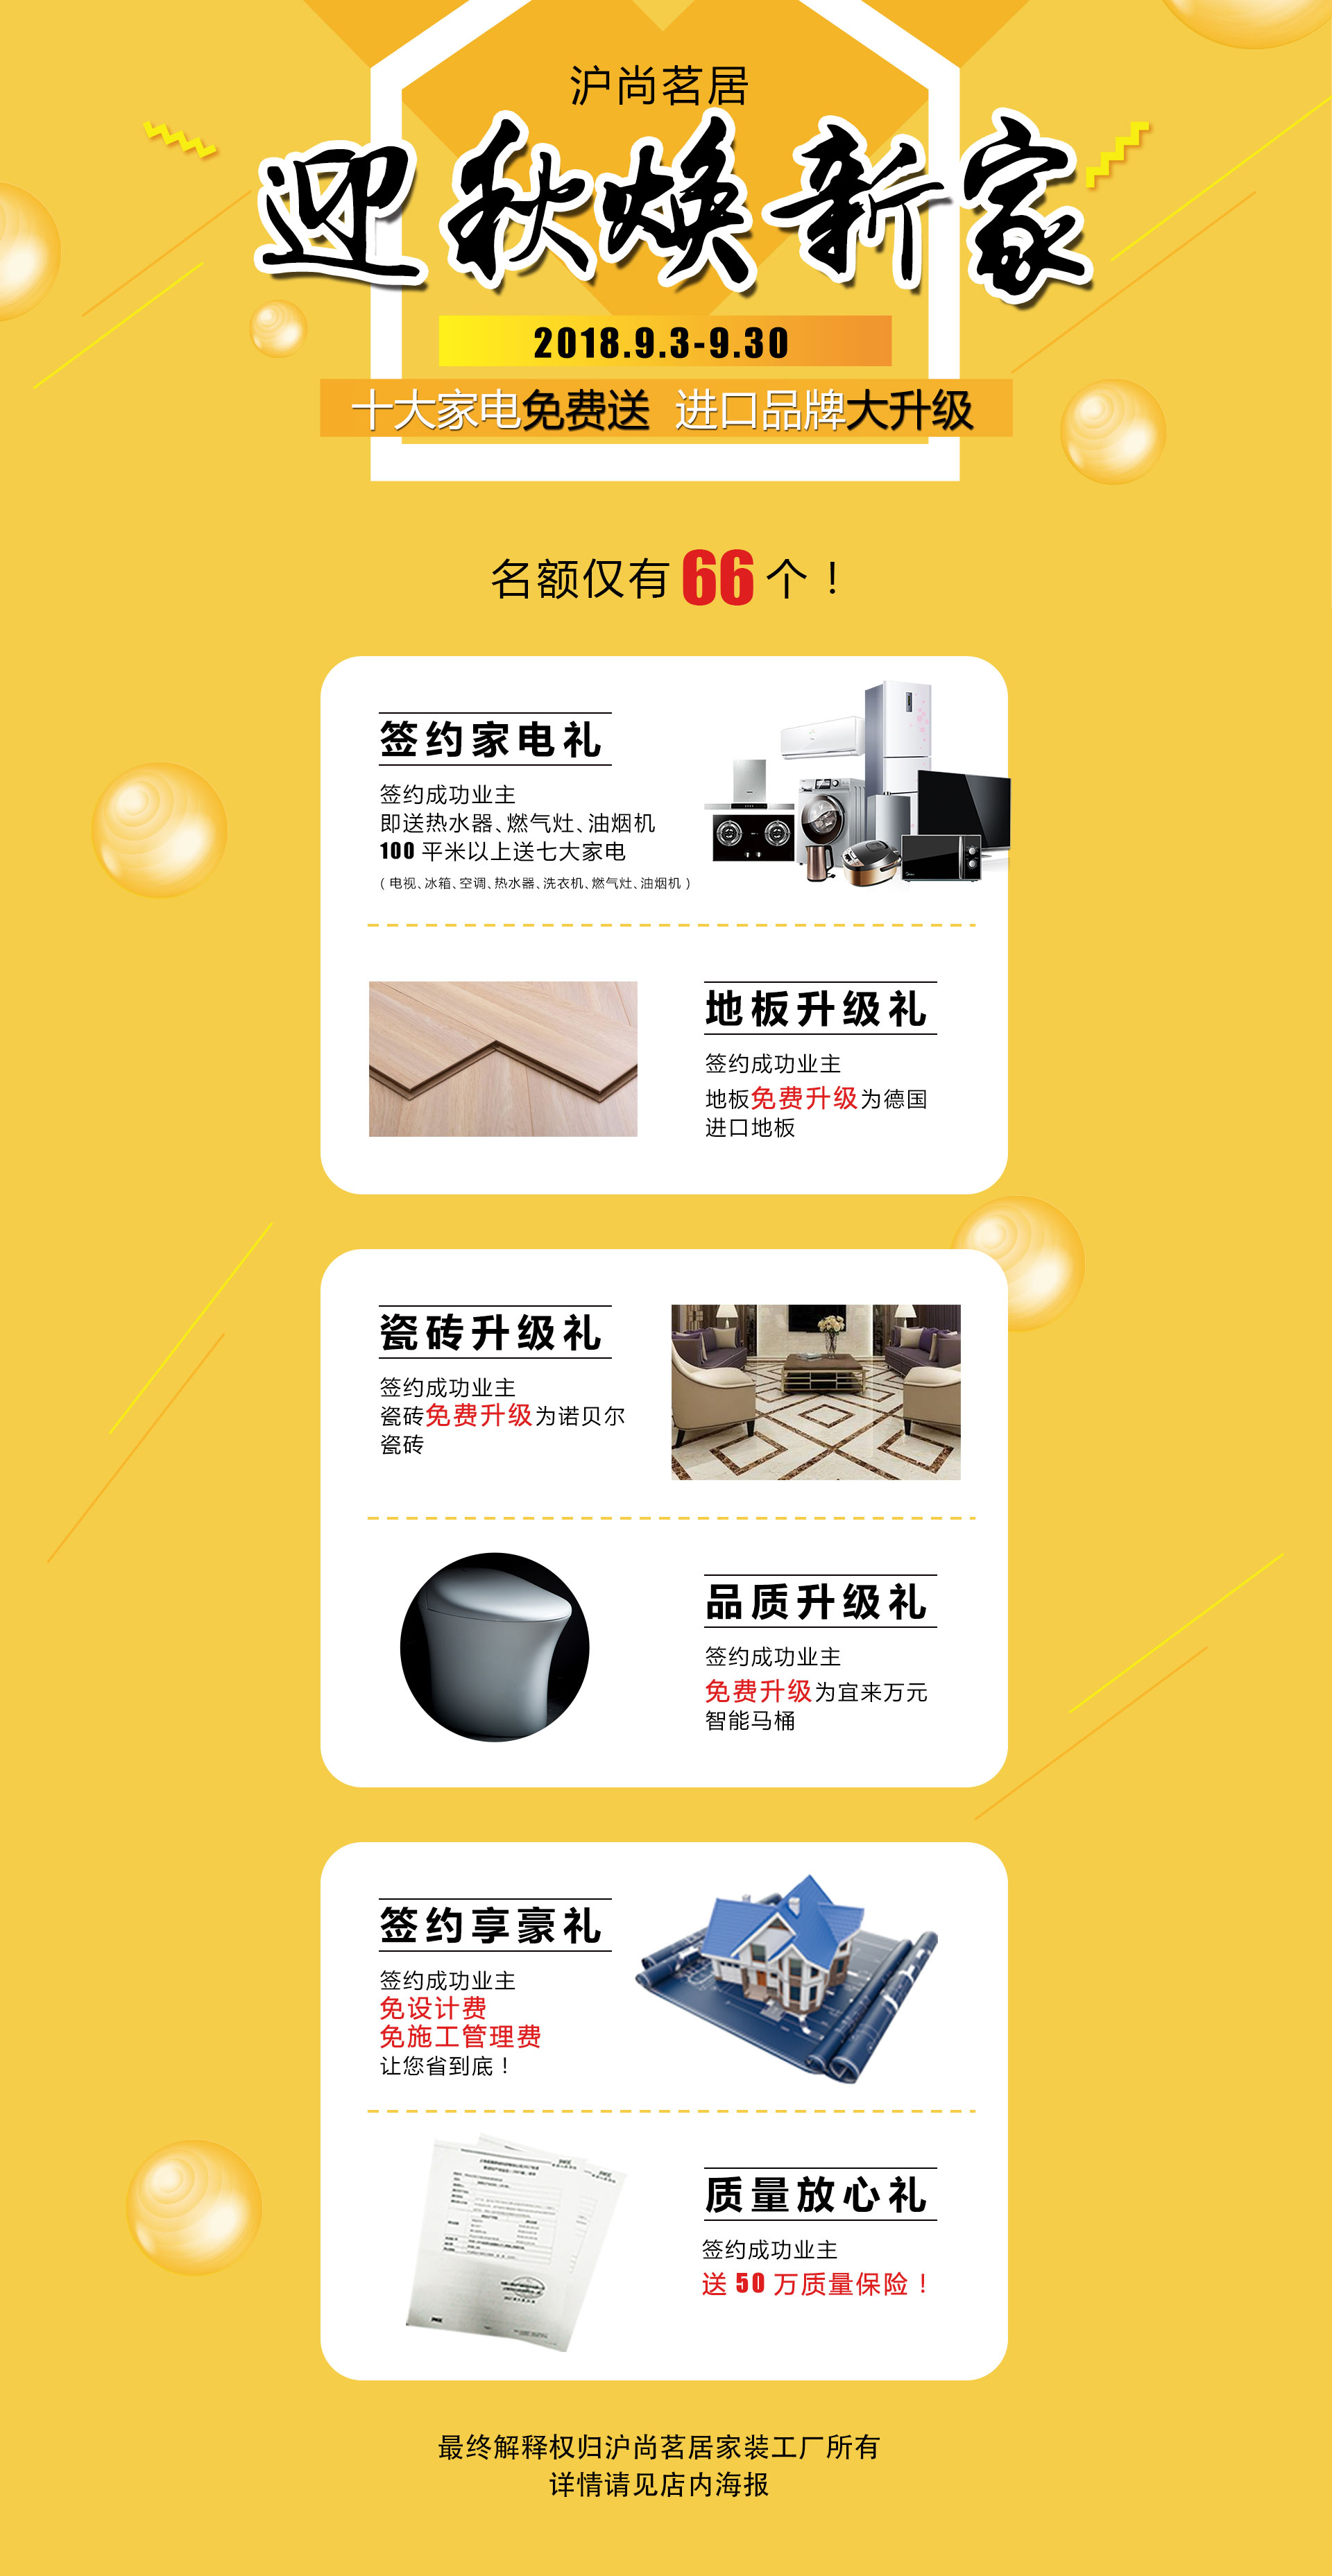 沪尚茗居
迎秋焕新家
2018.9.3-9.30
十大家电免费送 进口品牌大升级
名额仅有66个！
签约家电礼
签约成功业主
即送热水器、燃气灶、油烟机
100 平米以上送七大家电
（电视、冰箱、空调、热水器、洗衣机、燃气灶、油烟机）
地板升级礼
签约成功业主
地板免费升级为德国
进口地板
瓷砖升级礼
签约成功业主
瓷砖免费升级为诺贝尔
瓷砖
品质升级礼
签约成功业主
免费升级为宜来万元
智能马桶
签约享豪礼
签约成功业主
免设计费
免施工管理费
让您省到底！
质量放心礼
签约成功业主
送 50 万质量保险！
最终解释权归沪尚茗居家装工厂所有
详情请见店内海报